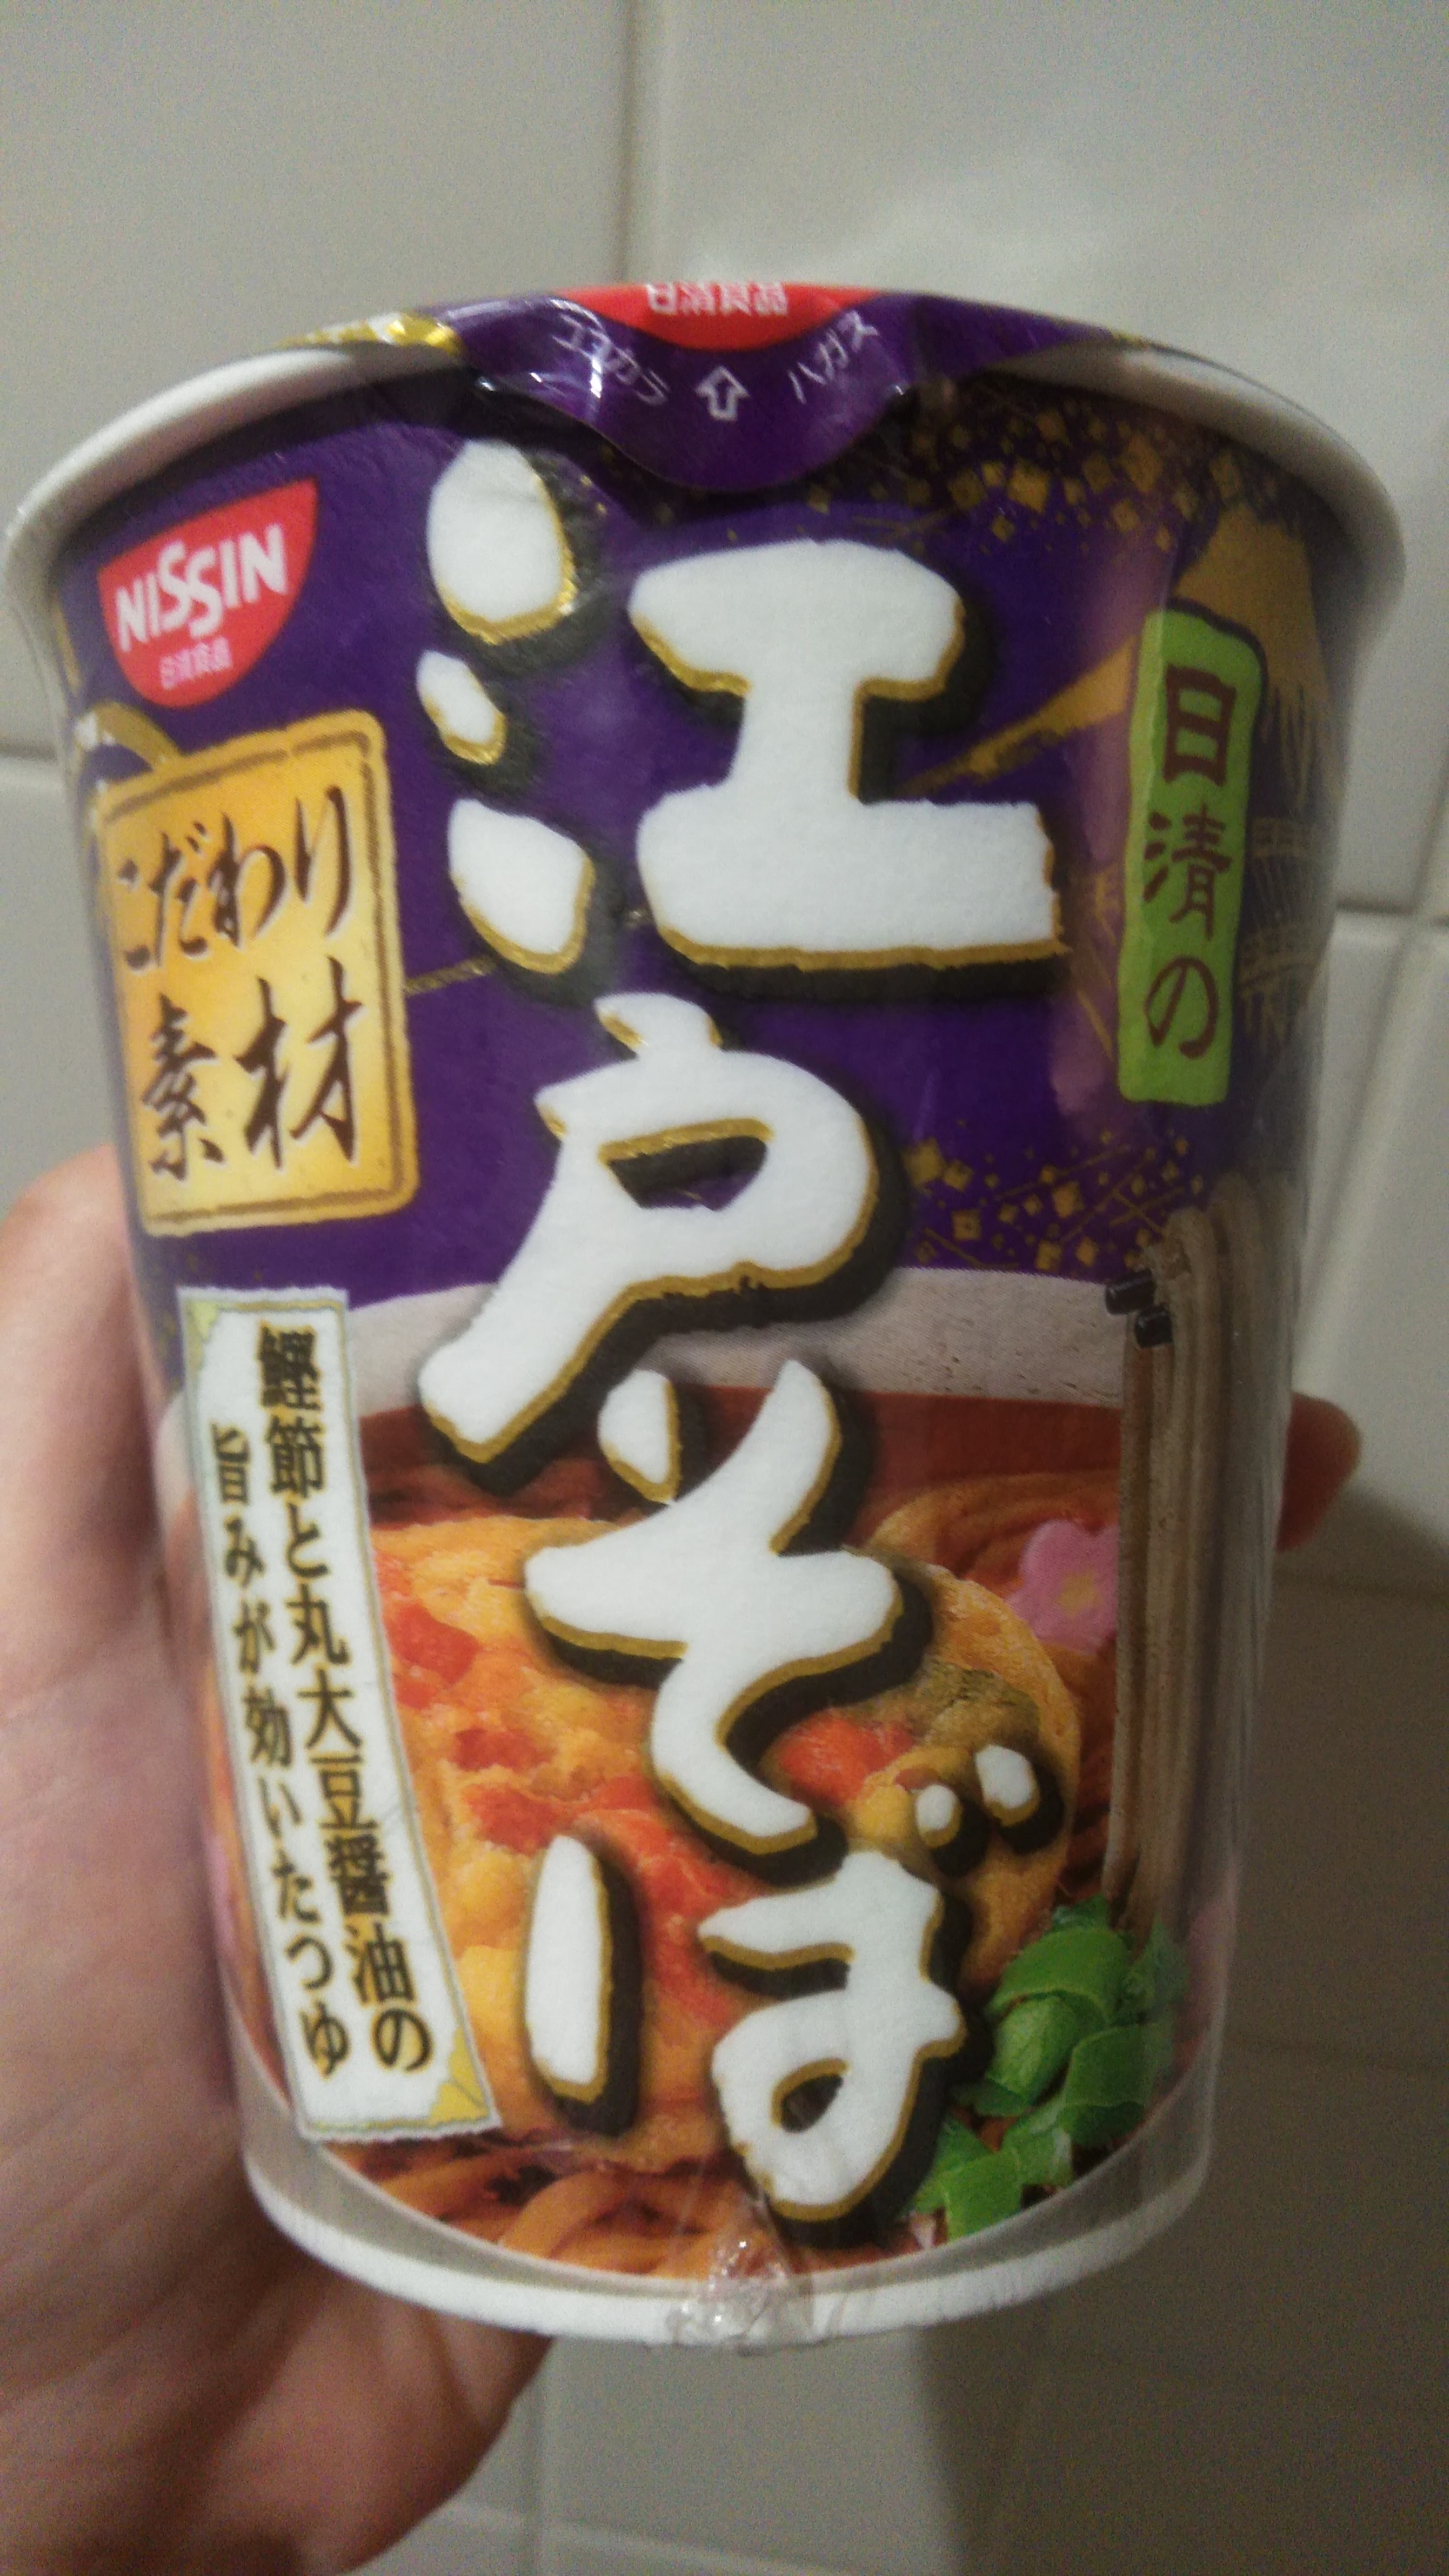 日清食品
ココカラ ハガス
NISSIN
日清食品
日清の
江戸そば
こだわり
素材
鰹節と丸大豆醤油の
旨みが効いたつゆ